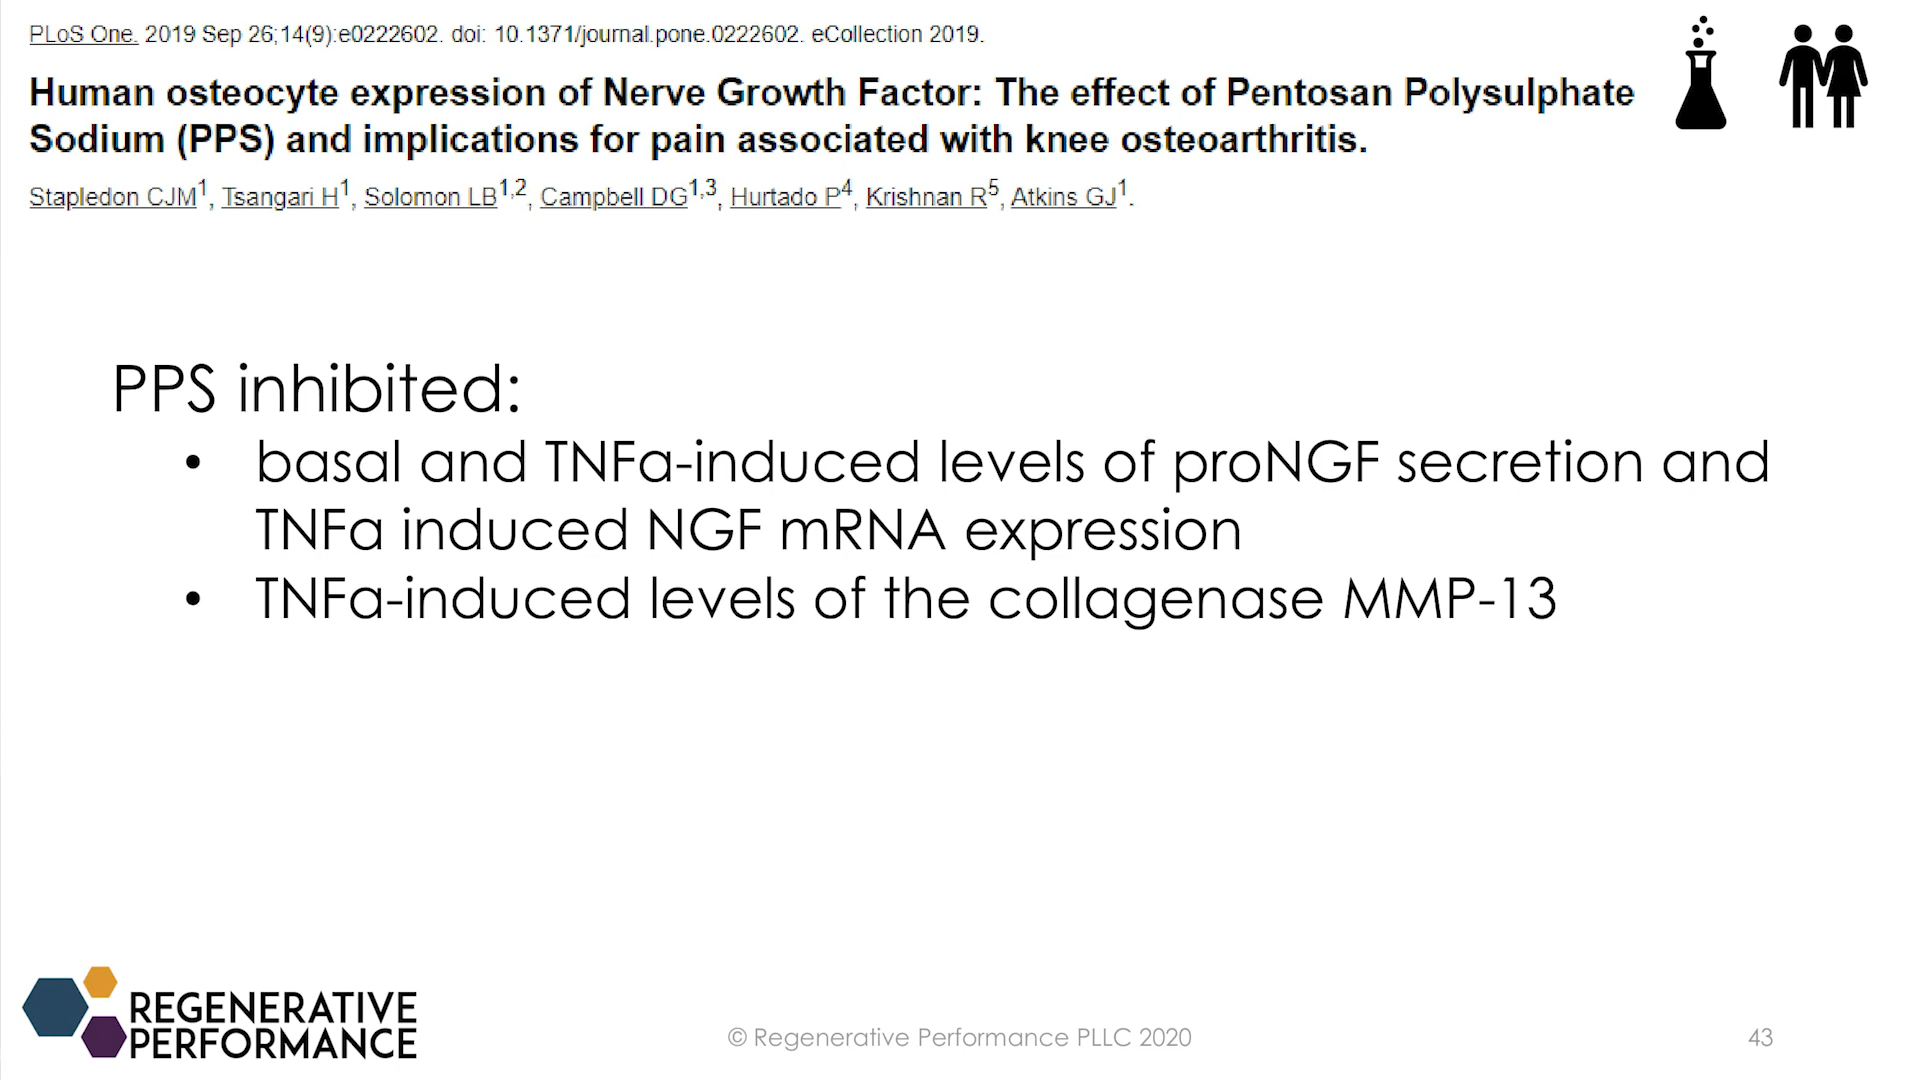 PLoS One. 2019 Sep 26;14(9):e0222602. doi: 10.1371/journal.pone.0222602. eCollection 2019.
Human osteocyte expression of Nerve Growth Factor: The effect of Pentosan Polysulphate
Sodium (PPS) and implications for pain associated with knee osteoarthritis.
Stapledon CJM1, Tsangari H1, Solomon LB1,2, Campbell DG1,3, Hurtado P4, Krishnan R5, Atkins GJ1.
PPS inhibited:
• basal and TNFa-induced levels of proNGF secretion and
TNFa induced NGF mRNA expression
• TNFa-induced levels of the collagenase MMP-13
REGENERATIVE
PERFORMANCE
© Regenerative Performance PLLC 2020
43